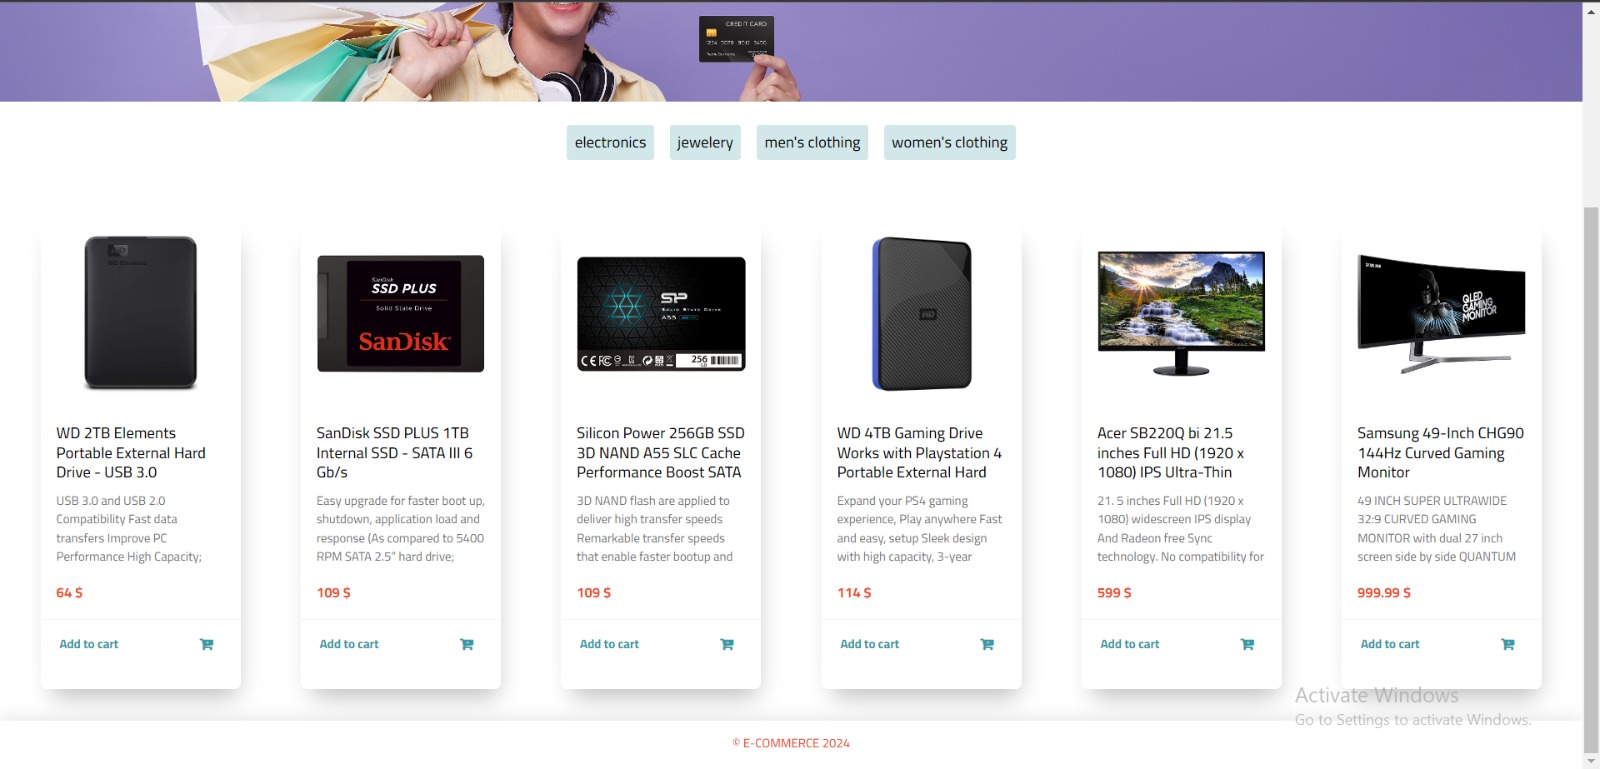 CREDIT CARD
1234 5678 9012 3456
electronics
jewelery
men's clothing
women's clothing
WD Elements
SanDisk
SSD PLUS
Solid State Drive
SanDisk
SP
Solid State Drive
A55
256
WD
QLED
GAMING
MONITOR
WD 2TB Elements
Portable External Hard
Drive - USB 3.0
USB 3.0 and USB 2.0
Compatibility Fast data
transfers Improve PC
Performance High Capacity;
64 $
Add to cart
SanDisk SSD PLUS 1TB
Internal SSD - SATA III 6
Gb/s
Easy upgrade for faster boot up,
shutdown, application load and
response (As compared to 5400
RPM SATA 2.5” hard drive;
109 $
Add to cart
Silicon Power 256GB SSD
3D NAND A55 SLC Cache
Performance Boost SATA
3D NAND flash are applied to
deliver high transfer speeds
Remarkable transfer speeds
that enable faster bootup and
109 $
Add to cart
WD 4TB Gaming Drive
Works with Playstation 4
Portable External Hard
Expand your PS4 gaming
experience, Play anywhere Fast
and easy, setup Sleek design
with high capacity, 3-year
114 $
Add to cart
Acer SB220Q bi 21.5
inches Full HD (1920 x
1080) IPS Ultra-Thin
21. 5 inches Full HD (1920 x
1080) widescreen IPS display
And Radeon free Sync
technology. No compatibility for
599 $
Add to cart
Samsung 49-Inch CHG90
144Hz Curved Gaming
Monitor
49 INCH SUPER ULTRAWIDE
32:9 CURVED GAMING
MONITOR with dual 27 inch
screen side by side QUANTUM
999.99 $
Add to cart
Activate Windows
Go to Settings to activate Windows.
© E-COMMERCE 2024